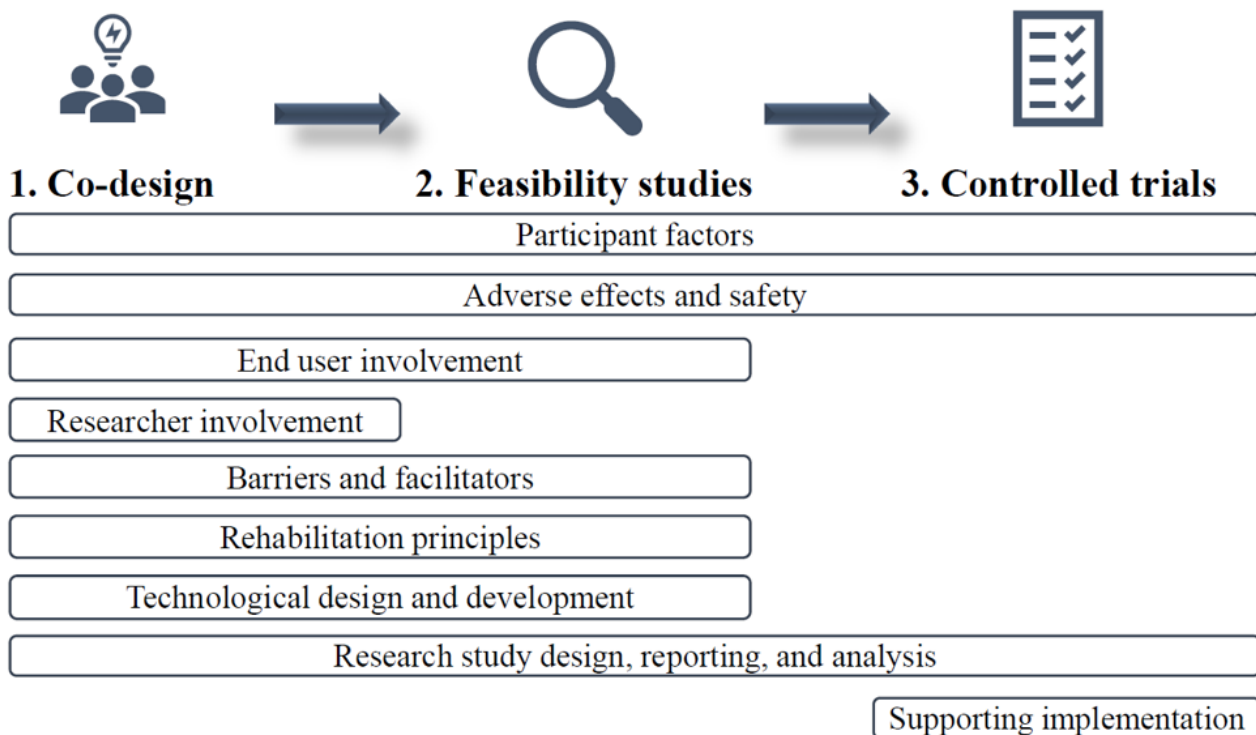 1. Co-design
2. Feasibility studies
3. Controlled trials
Participant factors
Adverse effects and safety
End user involvement
Researcher involvement
Barriers and facilitators
Rehabilitation principles
Technological design and development
Research study design, reporting, and analysis
Supporting implementation